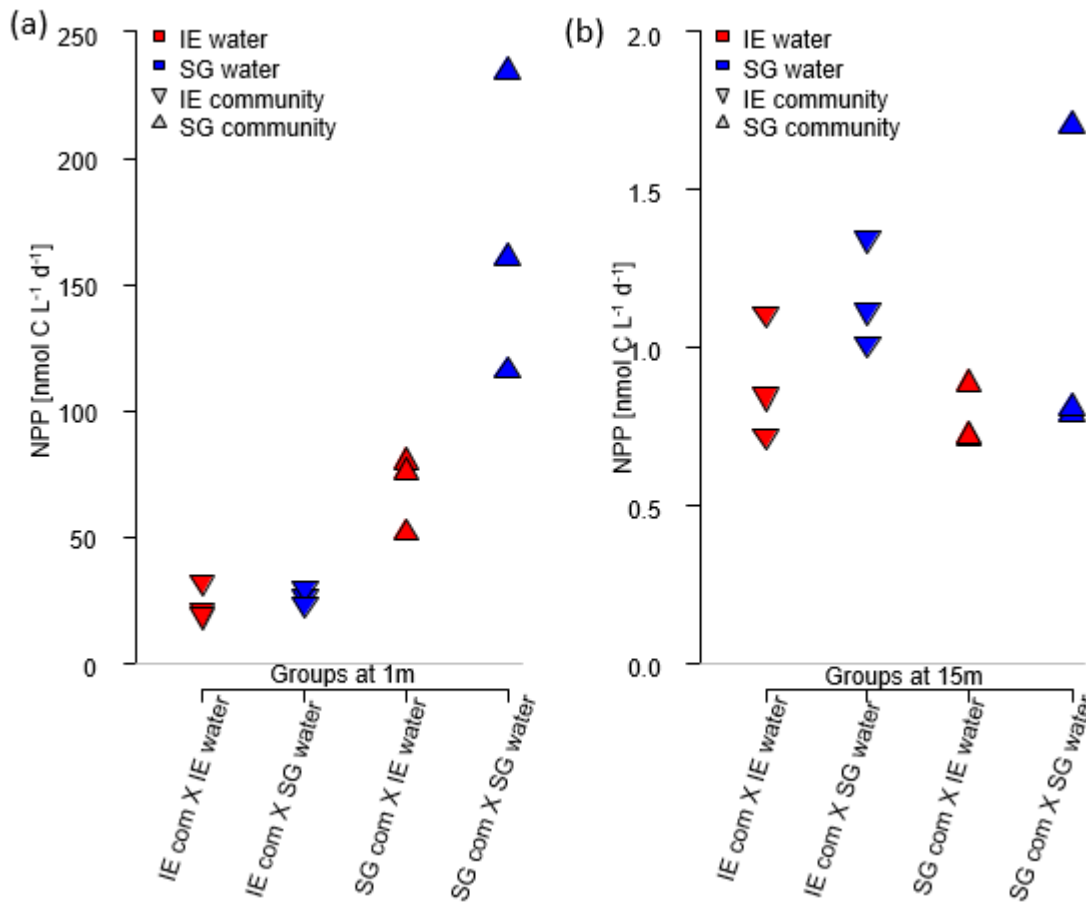 (a)
250
200
150
100
50
0
NPP [nmol C L⁻¹ d⁻¹]
IE water
SG water
IE community
SG community
Groups at 1m
IE com X IE water
IE com X SG water
SG com X IE water
SG com X SG water
(b)
2.0
1.5
1.0
0.5
0.0
NPP [nmol C L⁻¹ d⁻¹]
IE water
SG water
IE community
SG community
Groups at 15m
IE com X IE water
IE com X SG water
SG com X IE water
SG com X SG water